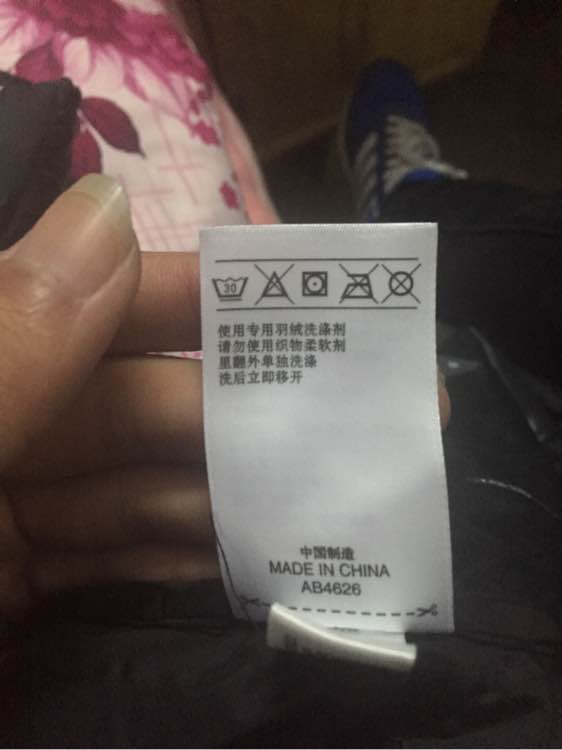 30
使用专用羽绒洗涤剂
请勿使用织物柔软剂
里翻外单独洗涤
洗后立即移开
中国制造
MADE IN CHINA
AB4626